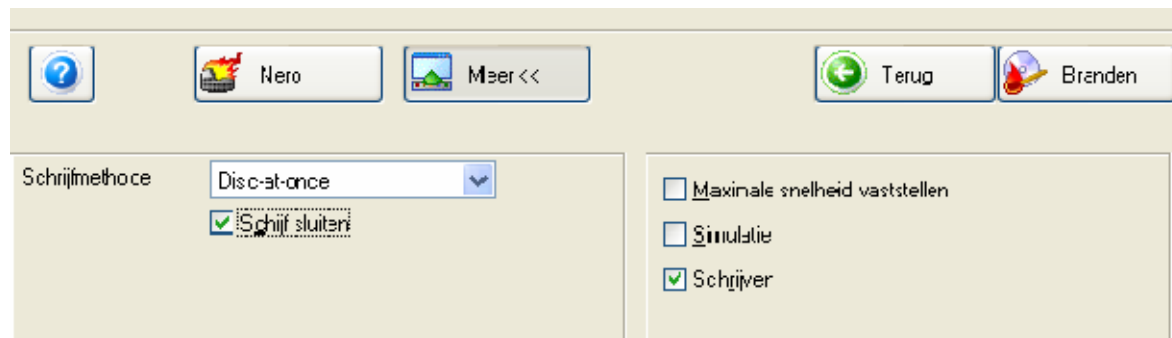 Nero Meer<< Terug Branden
Schrijfmethode Disc-at-once
Maximale snelheid vaststellen
Schijf sluiten
Simulatie
Schrijven